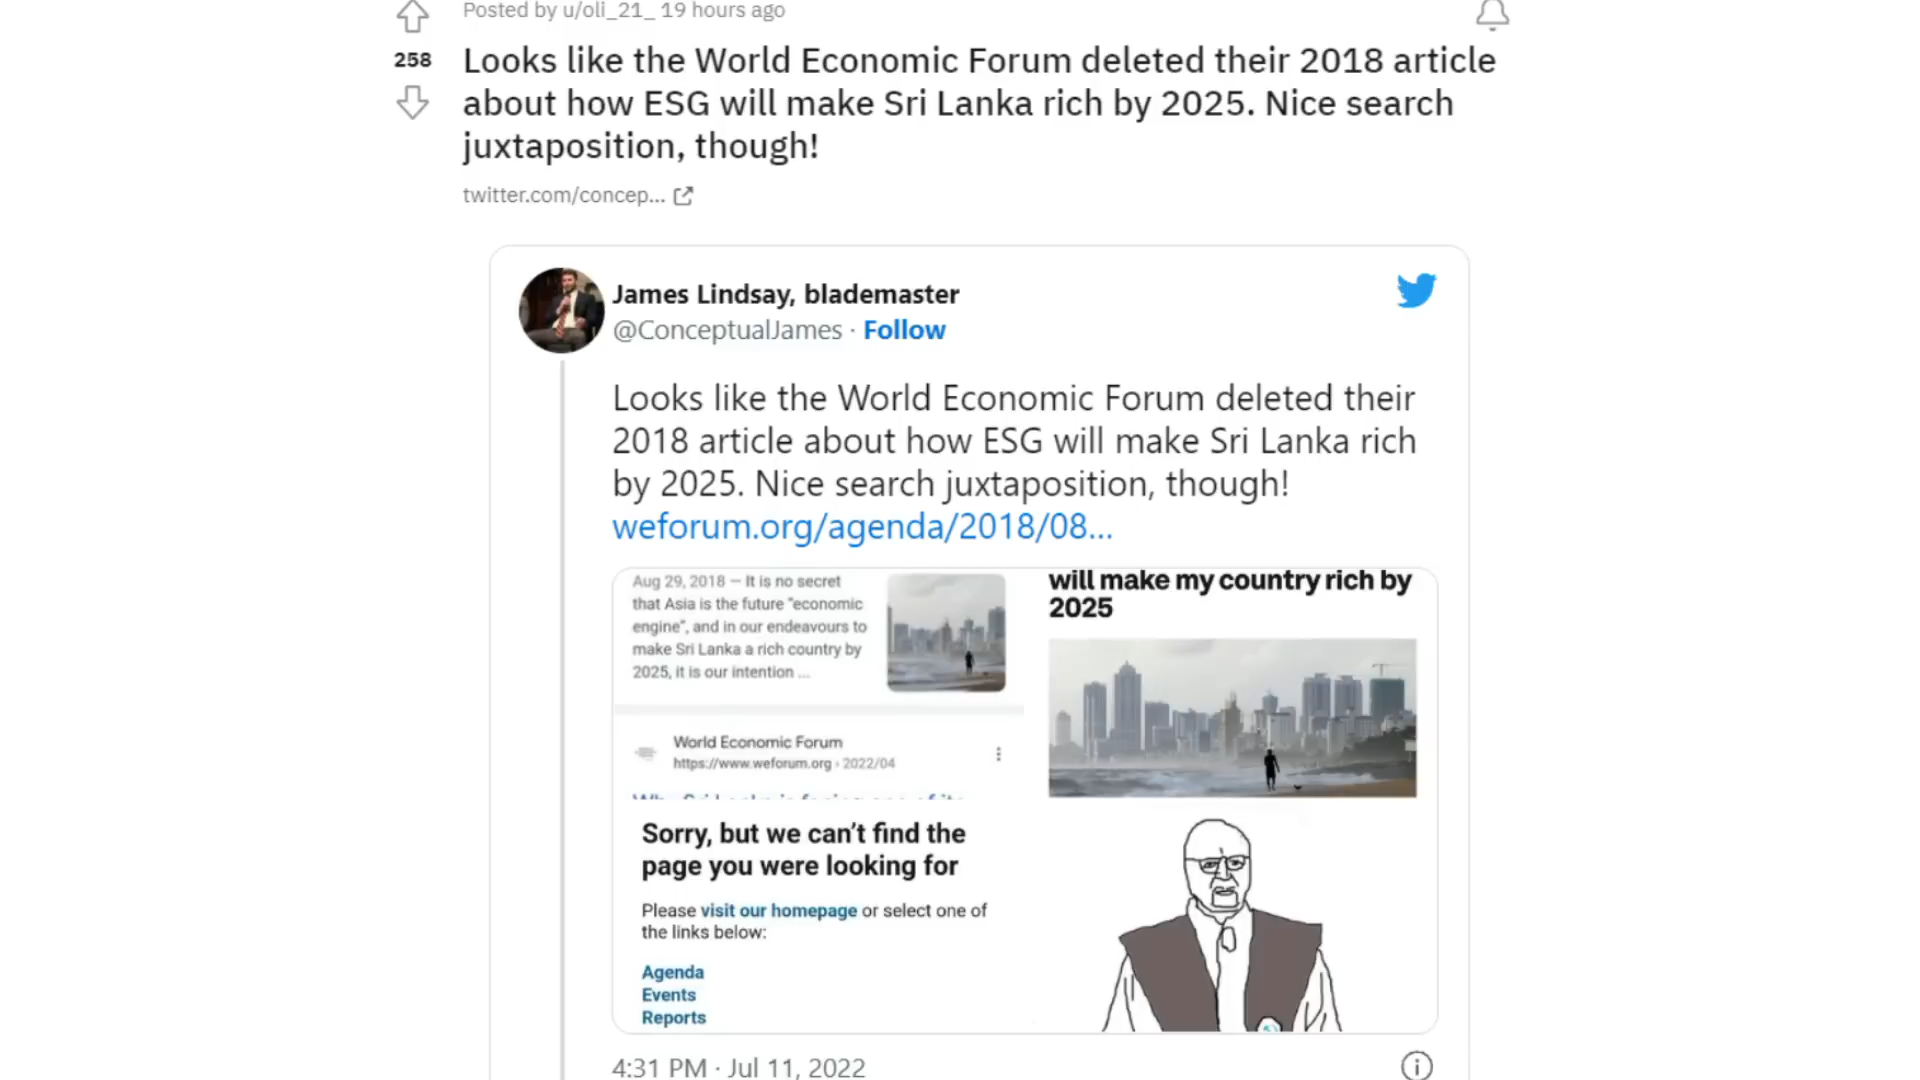 Posted by u/oli_21_ 19 hours ago
258
Looks like the World Economic Forum deleted their 2018 article
about how ESG will make Sri Lanka rich by 2025. Nice search
juxtaposition, though!
twitter.com/concep...
James Lindsay, blademaster
@ConceptualJames · Follow
Looks like the World Economic Forum deleted their
2018 article about how ESG will make Sri Lanka rich
by 2025. Nice search juxtaposition, though!
weforum.org/agenda/2018/08...
Aug 29, 2018 — It is no secret
that Asia is the future "economic
engine", and in our endeavours to
make Sri Lanka a rich country by
2025, it is our intention ...
World Economic Forum
https://www.weforum.org › 2022/04
will make my country rich by
2025
Sorry, but we can't find the
page you were looking for
Please visit our homepage or select one of
the links below:
Agenda
Events
Reports
4:31 PM · Jul 11, 2022